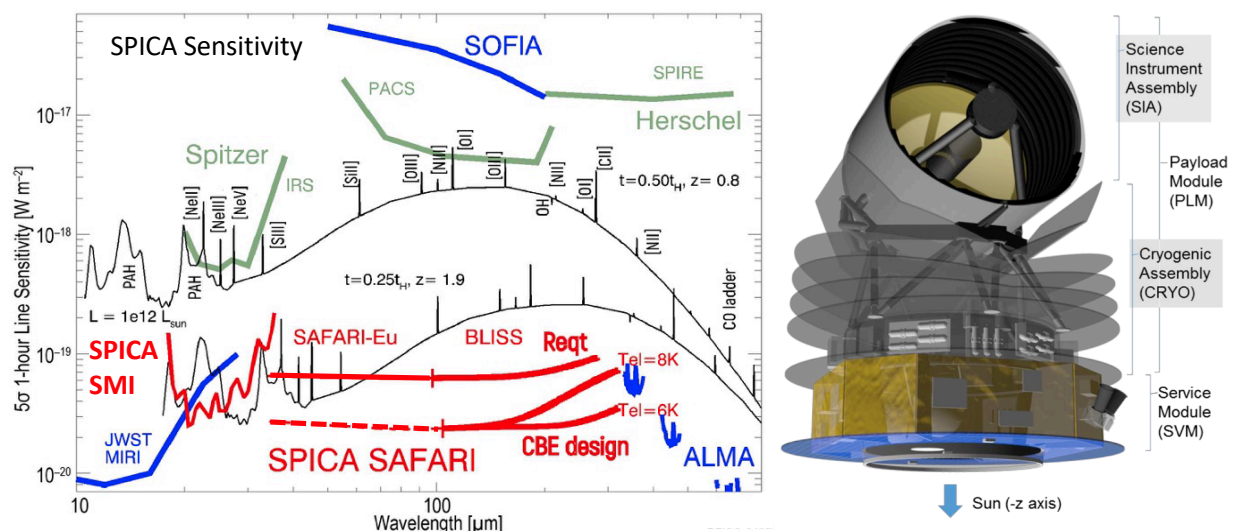 SPICA Sensitivity
SOFIA
PACS
SPIRE
Herschel
Spitzer
IRS
[SiII]
[OIII]
[NIII]
[OI]
[OIII]
[NII]
[OI]
[CII]
OH
[NII]
t=0.50tH, z= 0.8
[NeII]
[NeIII]
[NeV]
[SIII]
PAH
PAH
CO ladder
t=0.25tH, z= 1.9
L = 1e12 Lsun
SPICA
SMI
SAFARI-Eu
BLISS
Reqt
Tel=8K
Tel=6K
CBE design
JWST
MIRI
SPICA SAFARI
ALMA
5σ 1-hour Line Sensitivity [W m−2]
10−17
10−18
10−19
10−20
10
100
Wavelength [µm]
Science
Instrument
Assembly
(SIA)
Payload
Module
(PLM)
Cryogenic
Assembly
(CRYO)
Service
Module
(SVM)
Sun (-z axis)